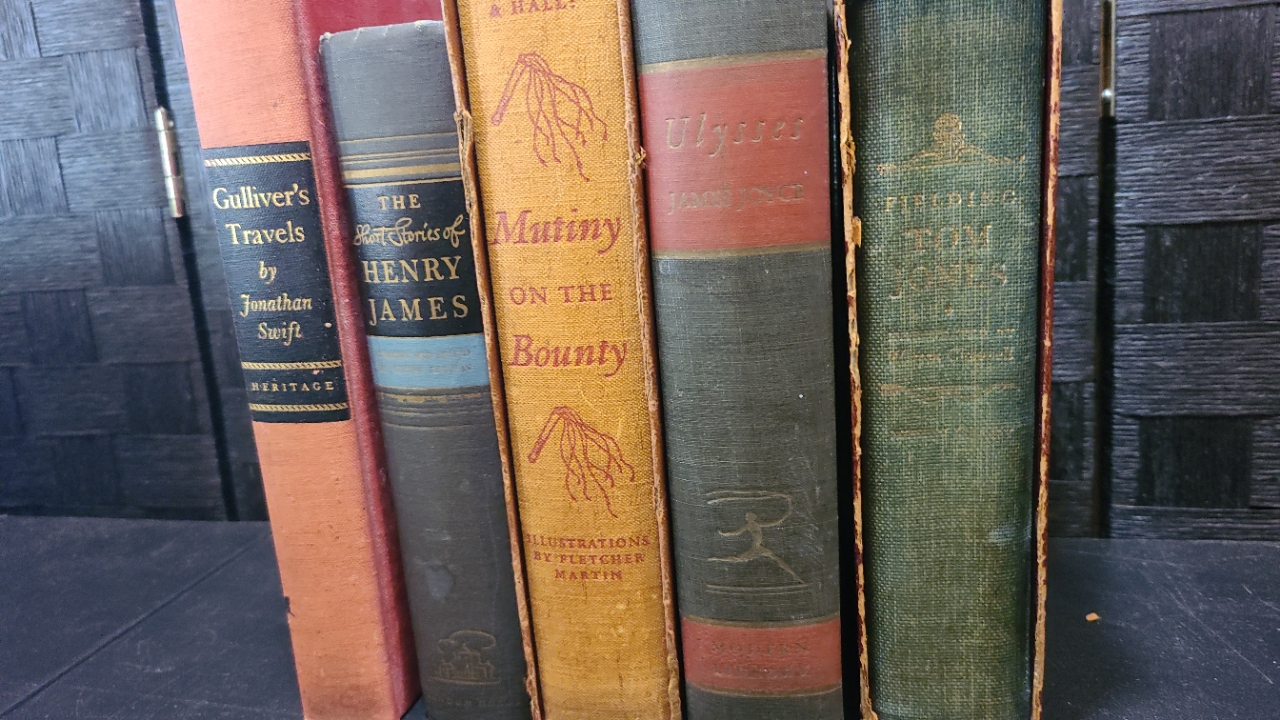 Gulliver's
Travels
by
Jonathan
Swift
HERITAGE
THE
Short Stories of
HENRY
JAMES
& HALL:
Mutiny
ON THE
Bounty
ILLUSTRATIONS
BY FLETCHER
MARTIN
Ulysses
JAMES JOYCE
MODERN
FIELDING
TOM
JONES